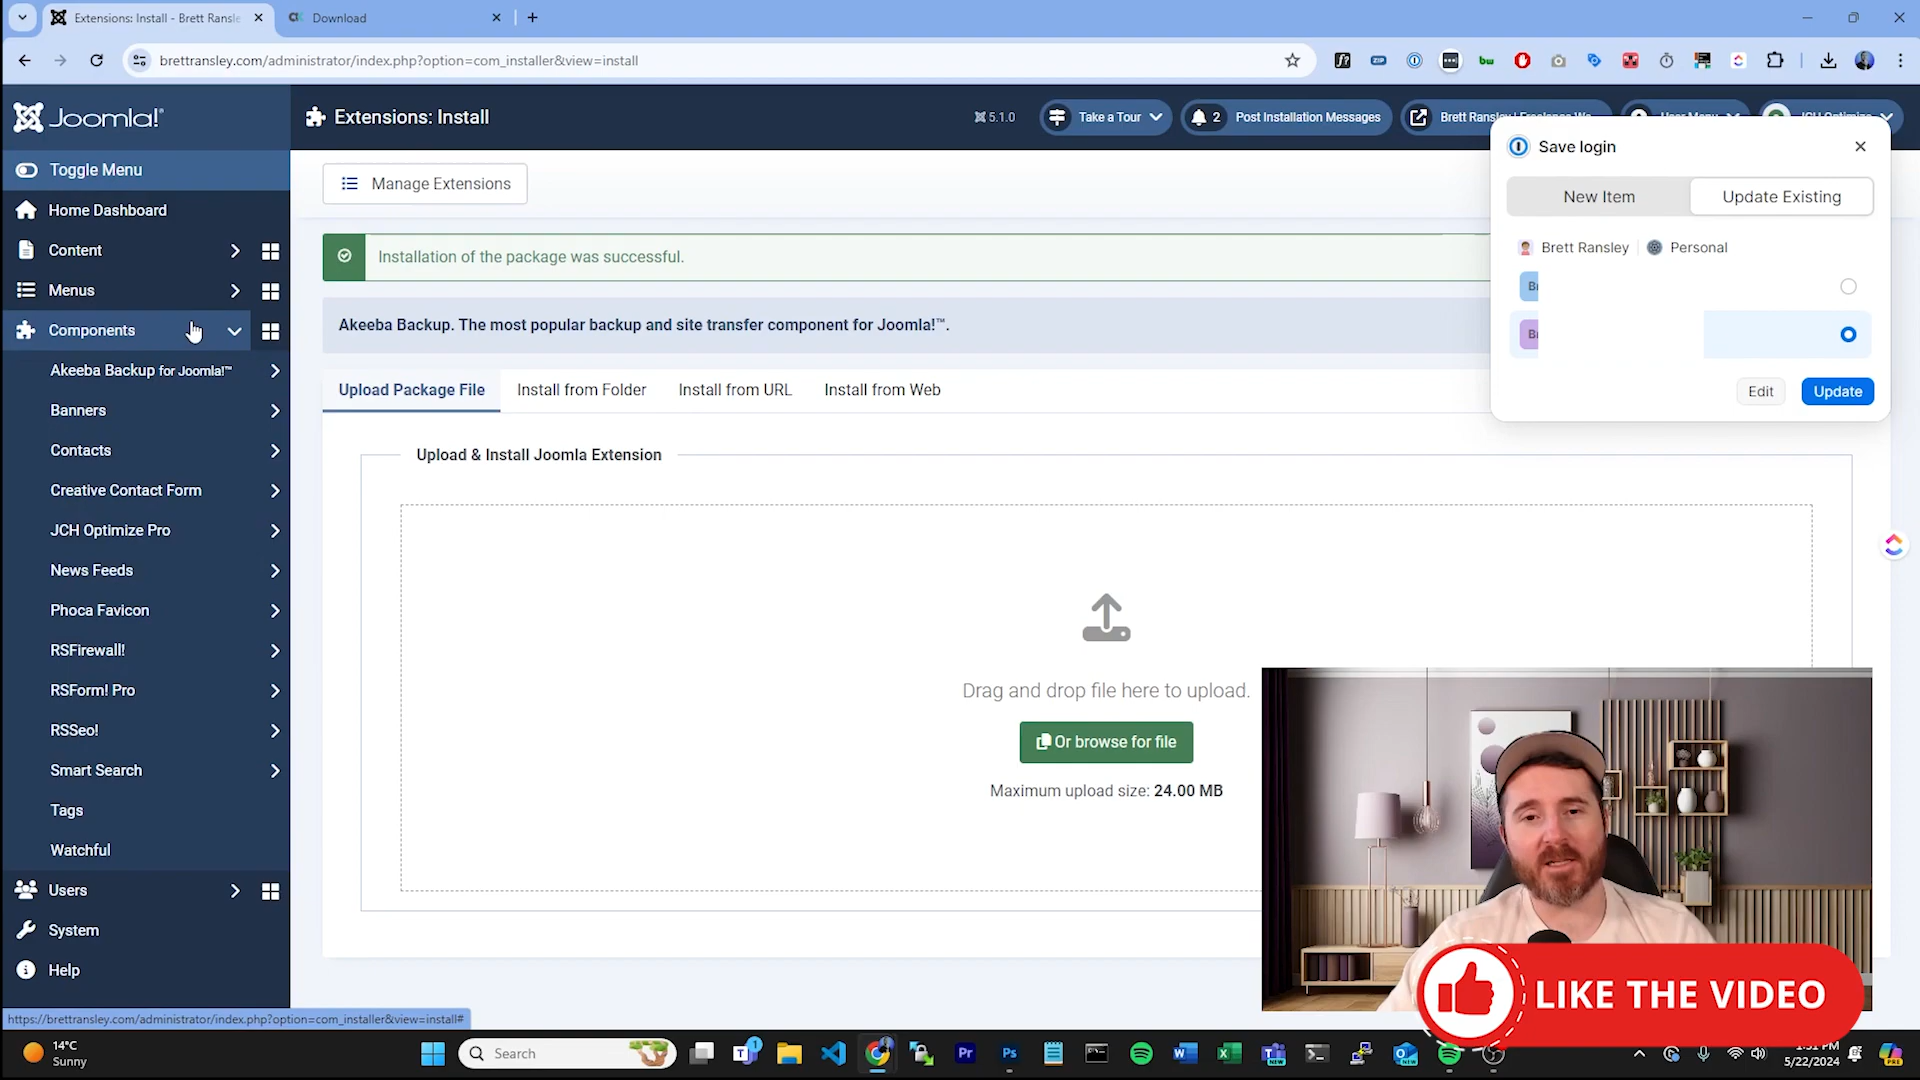 Extensions: Install - Brett Ransle
Download
brettransley.com/administrator/index.php?option=com_installer&view=install
Joomla!
Extensions: Install
5.1.0
Take a Tour
2
Post Installation Messages
Toggle Menu
Home Dashboard
Content
Menus
Components
Akeeba Backup for Joomla!™
Banners
Contacts
Creative Contact Form
JCH Optimize Pro
News Feeds
Phoca Favicon
RSFirewall!
RSForm! Pro
RSSeo!
Smart Search
Tags
Watchful
Users
System
Help
Manage Extensions
Installation of the package was successful.
Akeeba Backup. The most popular backup and site transfer component for Joomla!™.
Upload Package File
Install from Folder
Install from URL
Install from Web
Upload & Install Joomla Extension
Drag and drop file here to upload.
Or browse for file
Maximum upload size: 24.00 MB
Save login
New Item
Update Existing
Brett Ransley
Personal
Edit
Update
LIKE THE VIDEO
https://brettransley.com/administrator/index.php?option=com_installer&view=install#
14°C
Sunny
Search
5/22/2024